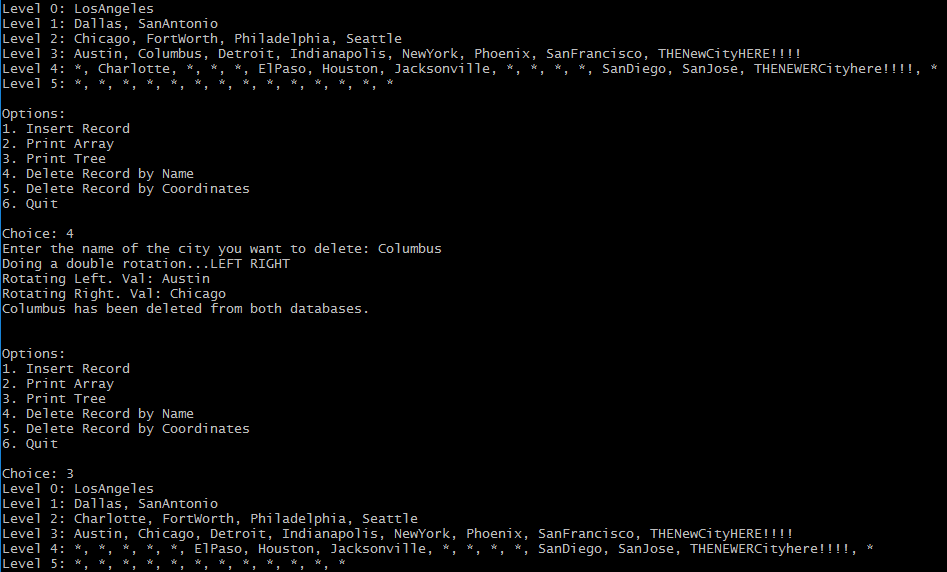 Level 0: LosAngeles
Level 1: Dallas, SanAntonio
Level 2: Chicago, FortWorth, Philadelphia, Seattle
Level 3: Austin, Columbus, Detroit, Indianapolis, NewYork, Phoenix, SanFrancisco, THENewCityHERE!!!!
Level 4: *, Charlotte, *, *, *, ElPaso, Houston, Jacksonville, *, *, *, *, SanDiego, SanJose, THENEWERCityhere!!!!, *
Level 5: *, *, *, *, *, *, *, *, *, *, *, *, *, *
Options:
1. Insert Record
2. Print Array
3. Print Tree
4. Delete Record by Name
5. Delete Record by Coordinates
6. Quit
Choice: 4
Enter the name of the city you want to delete: Columbus
Doing a double rotation...LEFT RIGHT
Rotating Left. Val: Austin
Rotating Right. Val: Chicago
Columbus has been deleted from both databases.
Options:
1. Insert Record
2. Print Array
3. Print Tree
4. Delete Record by Name
5. Delete Record by Coordinates
6. Quit
Choice: 3
Level 0: LosAngeles
Level 1: Dallas, SanAntonio
Level 2: Charlotte, FortWorth, Philadelphia, Seattle
Level 3: Austin, Chicago, Detroit, Indianapolis, NewYork, Phoenix, SanFrancisco, THENewCityHERE!!!!
Level 4: *, *, *, *, *, ElPaso, Houston, Jacksonville, *, *, *, *, SanDiego, SanJose, THENEWERCityhere!!!!, *
Level 5: *, *, *, *, *, *, *, *, *, *, *, *